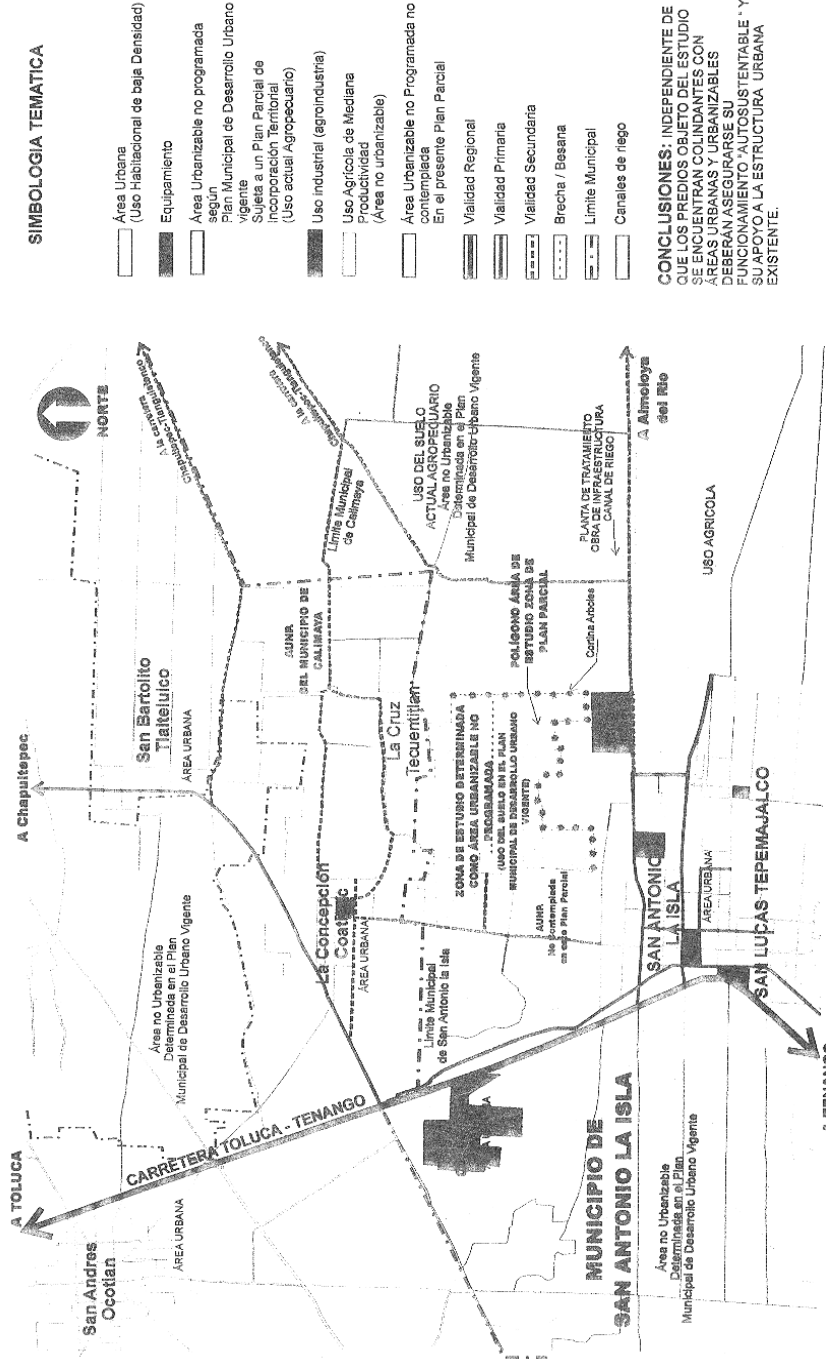 SIMBOLOGIA TEMATICA
Área Urbana
(Uso Habitacional de baja Densidad)
Equipamiento
Área Urbanizable no programada
según
Plan Municipal de Desarrollo Urbano
vigente
Sujeta a un Plan Parcial de
Incorporación Territorial
(Uso actual Agropecuario)
Uso Industrial (agroindustria)
Uso Agrícola de Mediana
Productividad
(Área no urbanizable)
Área Urbanizable no Programada no
contemplada
En el presente Plan Parcial
Vialidad Regional
Vialidad Primaria
Vialidad Secundaria
Brecha / Besana
Limite Municipal
Canales de riego
CONCLUSIONES: INDEPENDIENTE DE
QUE LOS PREDIOS OBJETO DEL ESTUDIO
SE ENCUENTRAN COLINDANTES CON
ÁREAS URBANAS Y URBANIZABLES
DEBERÁN ASEGURARSE SU
FUNCIONAMIENTO "AUTOSUSTENTABLE" Y
SU APOYO A LA ESTRUCTURA URBANA
EXISTENTE.
NORTE
A TOLUCA
A Chapultepec
San Andres
Ocotlan
ÁREA URBANA
CARRETERA TOLUCA - TENANGO
Área no Urbanizable
Determinada en el Plan
Municipal de Desarrollo Urbano Vigente
San Bartolito
Tlaltelulco
ÁREA URBANA
A la carretera
Chapultepec-Tianguistenco
A la carretera
Chapultepec-Tianguistenco
AUNP
DEL MUNICIPIO DE
CALIMAYA
Límite Municipal
de Calimaya
La Concepción
Coatipac
ÁREA URBANA
La Cruz
Tecuentitlan
USO DEL SUELO
ACTUAL AGROPECUARIO
Área no Urbanizable
Determinada en el Plan
Municipal de Desarrollo Urbano Vigente
Límite Municipal
de San Antonio la Isla
ZONA DE ESTUDIO DETERMINADA
COMO ÁREA URBANIZABLE NO
PROGRAMADA
(USO DEL SUELO EN EL PLAN
MUNICIPAL DE DESARROLLO URBANO
VIGENTE)
POLÍGONO ÁREA DE
ESTUDIO ZONA DE
PLAN PARCIAL
Cortina Arboles
AUNP
No Contemplada
en este Plan Parcial
PLANTA DE TRATAMIENTO
OBRA DE INFRAESTRUCTURA
CANAL DE RIEGO
A Almoloya
del Rio
MUNICIPIO DE
SAN ANTONIO LA ISLA
SAN ANTONIO
LA ISLA
ÁREA URBANA
USO AGRICOLA
Área no Urbanizable
Determinada en el Plan
Municipal de Desarrollo Urbano Vigente
SAN LUCAS TEPEMAJALCO
A TENANGO